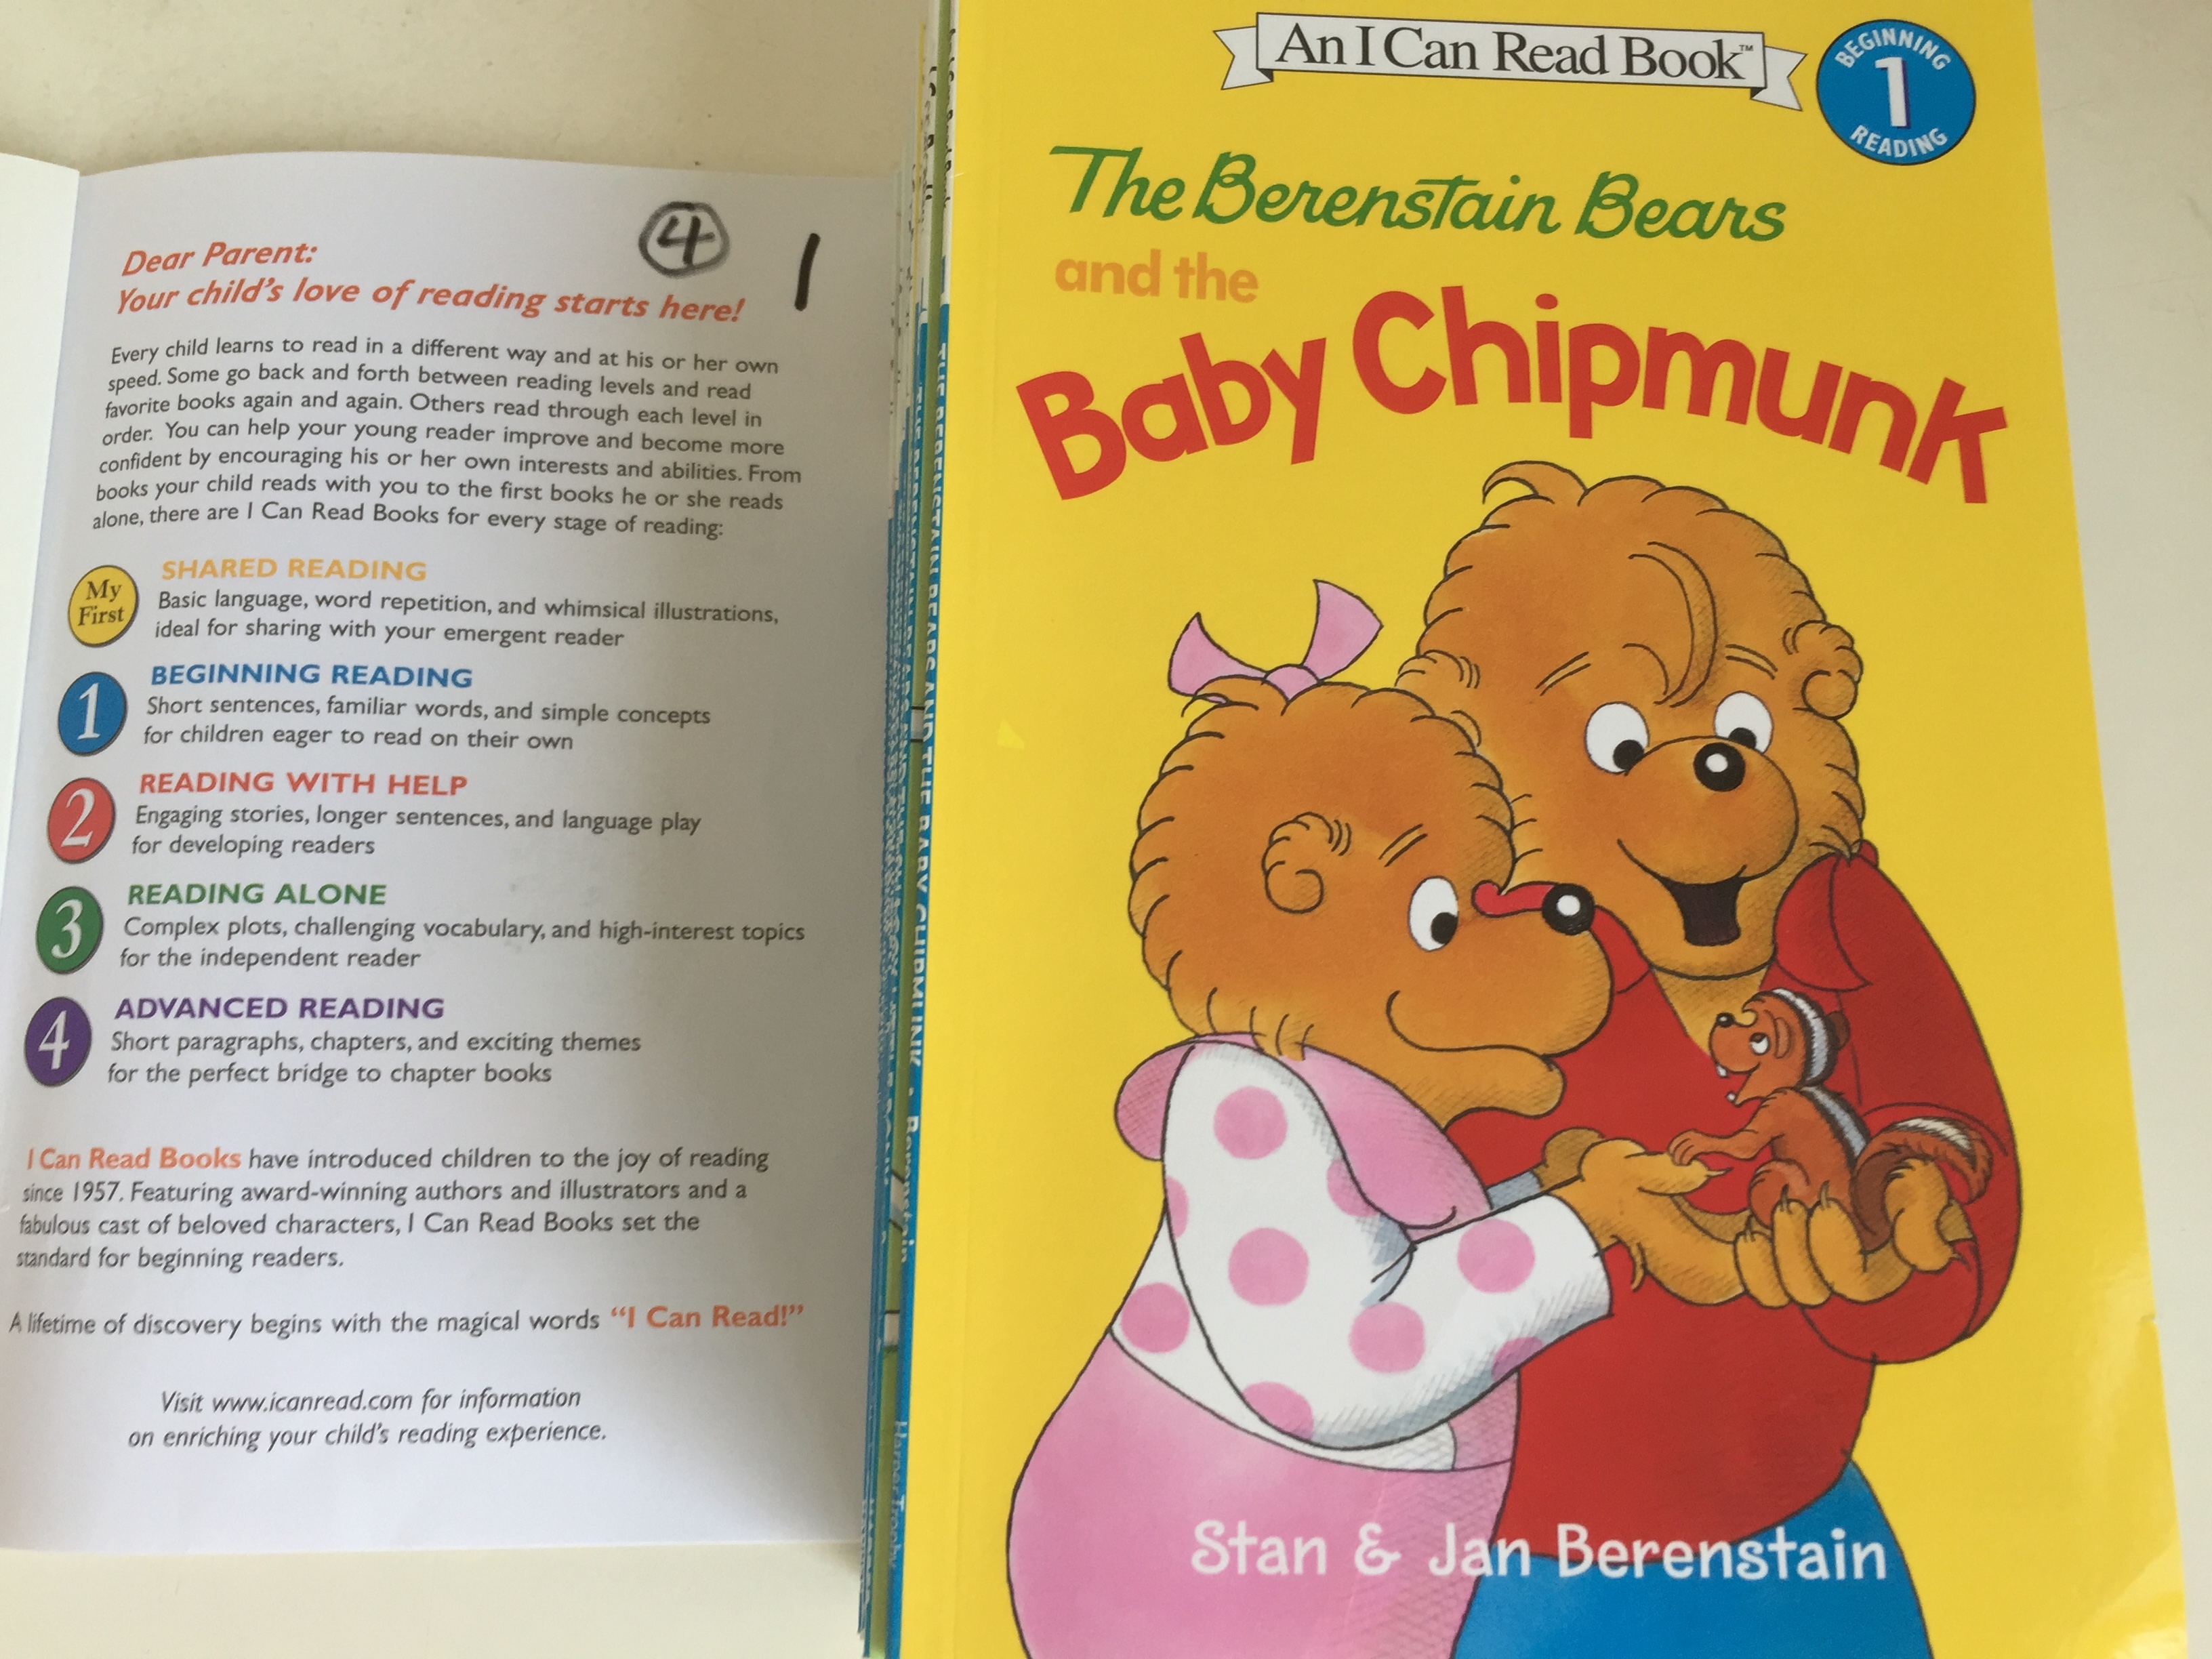 ④ 1
Dear Parent:
Your child's love of reading starts here!
Every child learns to read in a different way and at his or her own
speed. Some go back and forth between reading levels and read
favorite books again and again. Others read through each level in
order. You can help your young reader improve and become more
confident by encouraging his or her own interests and abilities. From
books your child reads with you to the first books he or she reads
alone, there are I Can Read Books for every stage of reading:
My
First
SHARED READING
Basic language, word repetition, and whimsical illustrations,
ideal for sharing with your emergent reader
1
BEGINNING READING
Short sentences, familiar words, and simple concepts
for children eager to read on their own
2
READING WITH HELP
Engaging stories, longer sentences, and language play
for developing readers
3
READING ALONE
Complex plots, challenging vocabulary, and high-interest topics
for the independent reader
4
ADVANCED READING
Short paragraphs, chapters, and exciting themes
for the perfect bridge to chapter books
I Can Read Books have introduced children to the joy of reading
since 1957. Featuring award-winning authors and illustrators and a
fabulous cast of beloved characters, I Can Read Books set the
standard for beginning readers.
A lifetime of discovery begins with the magical words "I Can Read!"
Visit www.icanread.com for information
on enriching your child's reading experience.
THE BERENSTAIN BEARS AND THE BABY CHIPMUNK • Berenstain HarperTrophy
An I Can Read Book™
BEGINNING
1
READING
The Berenstain Bears
and the
Baby Chipmunk
Stan & Jan Berenstain